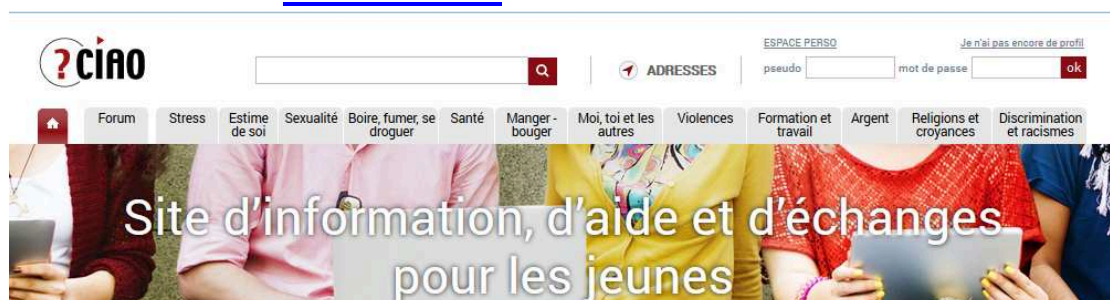 ?CIAO
ADRESSES
ESPACE PERSO
Je n'ai pas encore de profil
pseudo
mot de passe
ok
Forum
Stress
Estime
de soi
Sexualité
Boire, fumer, se
droguer
Santé
Manger -
bouger
Moi, toi et les
autres
Violences
Formation et
travail
Argent
Religions et
croyances
Discrimination
et racismes
Site d'information, d'aide et d'échanges
pour les jeunes